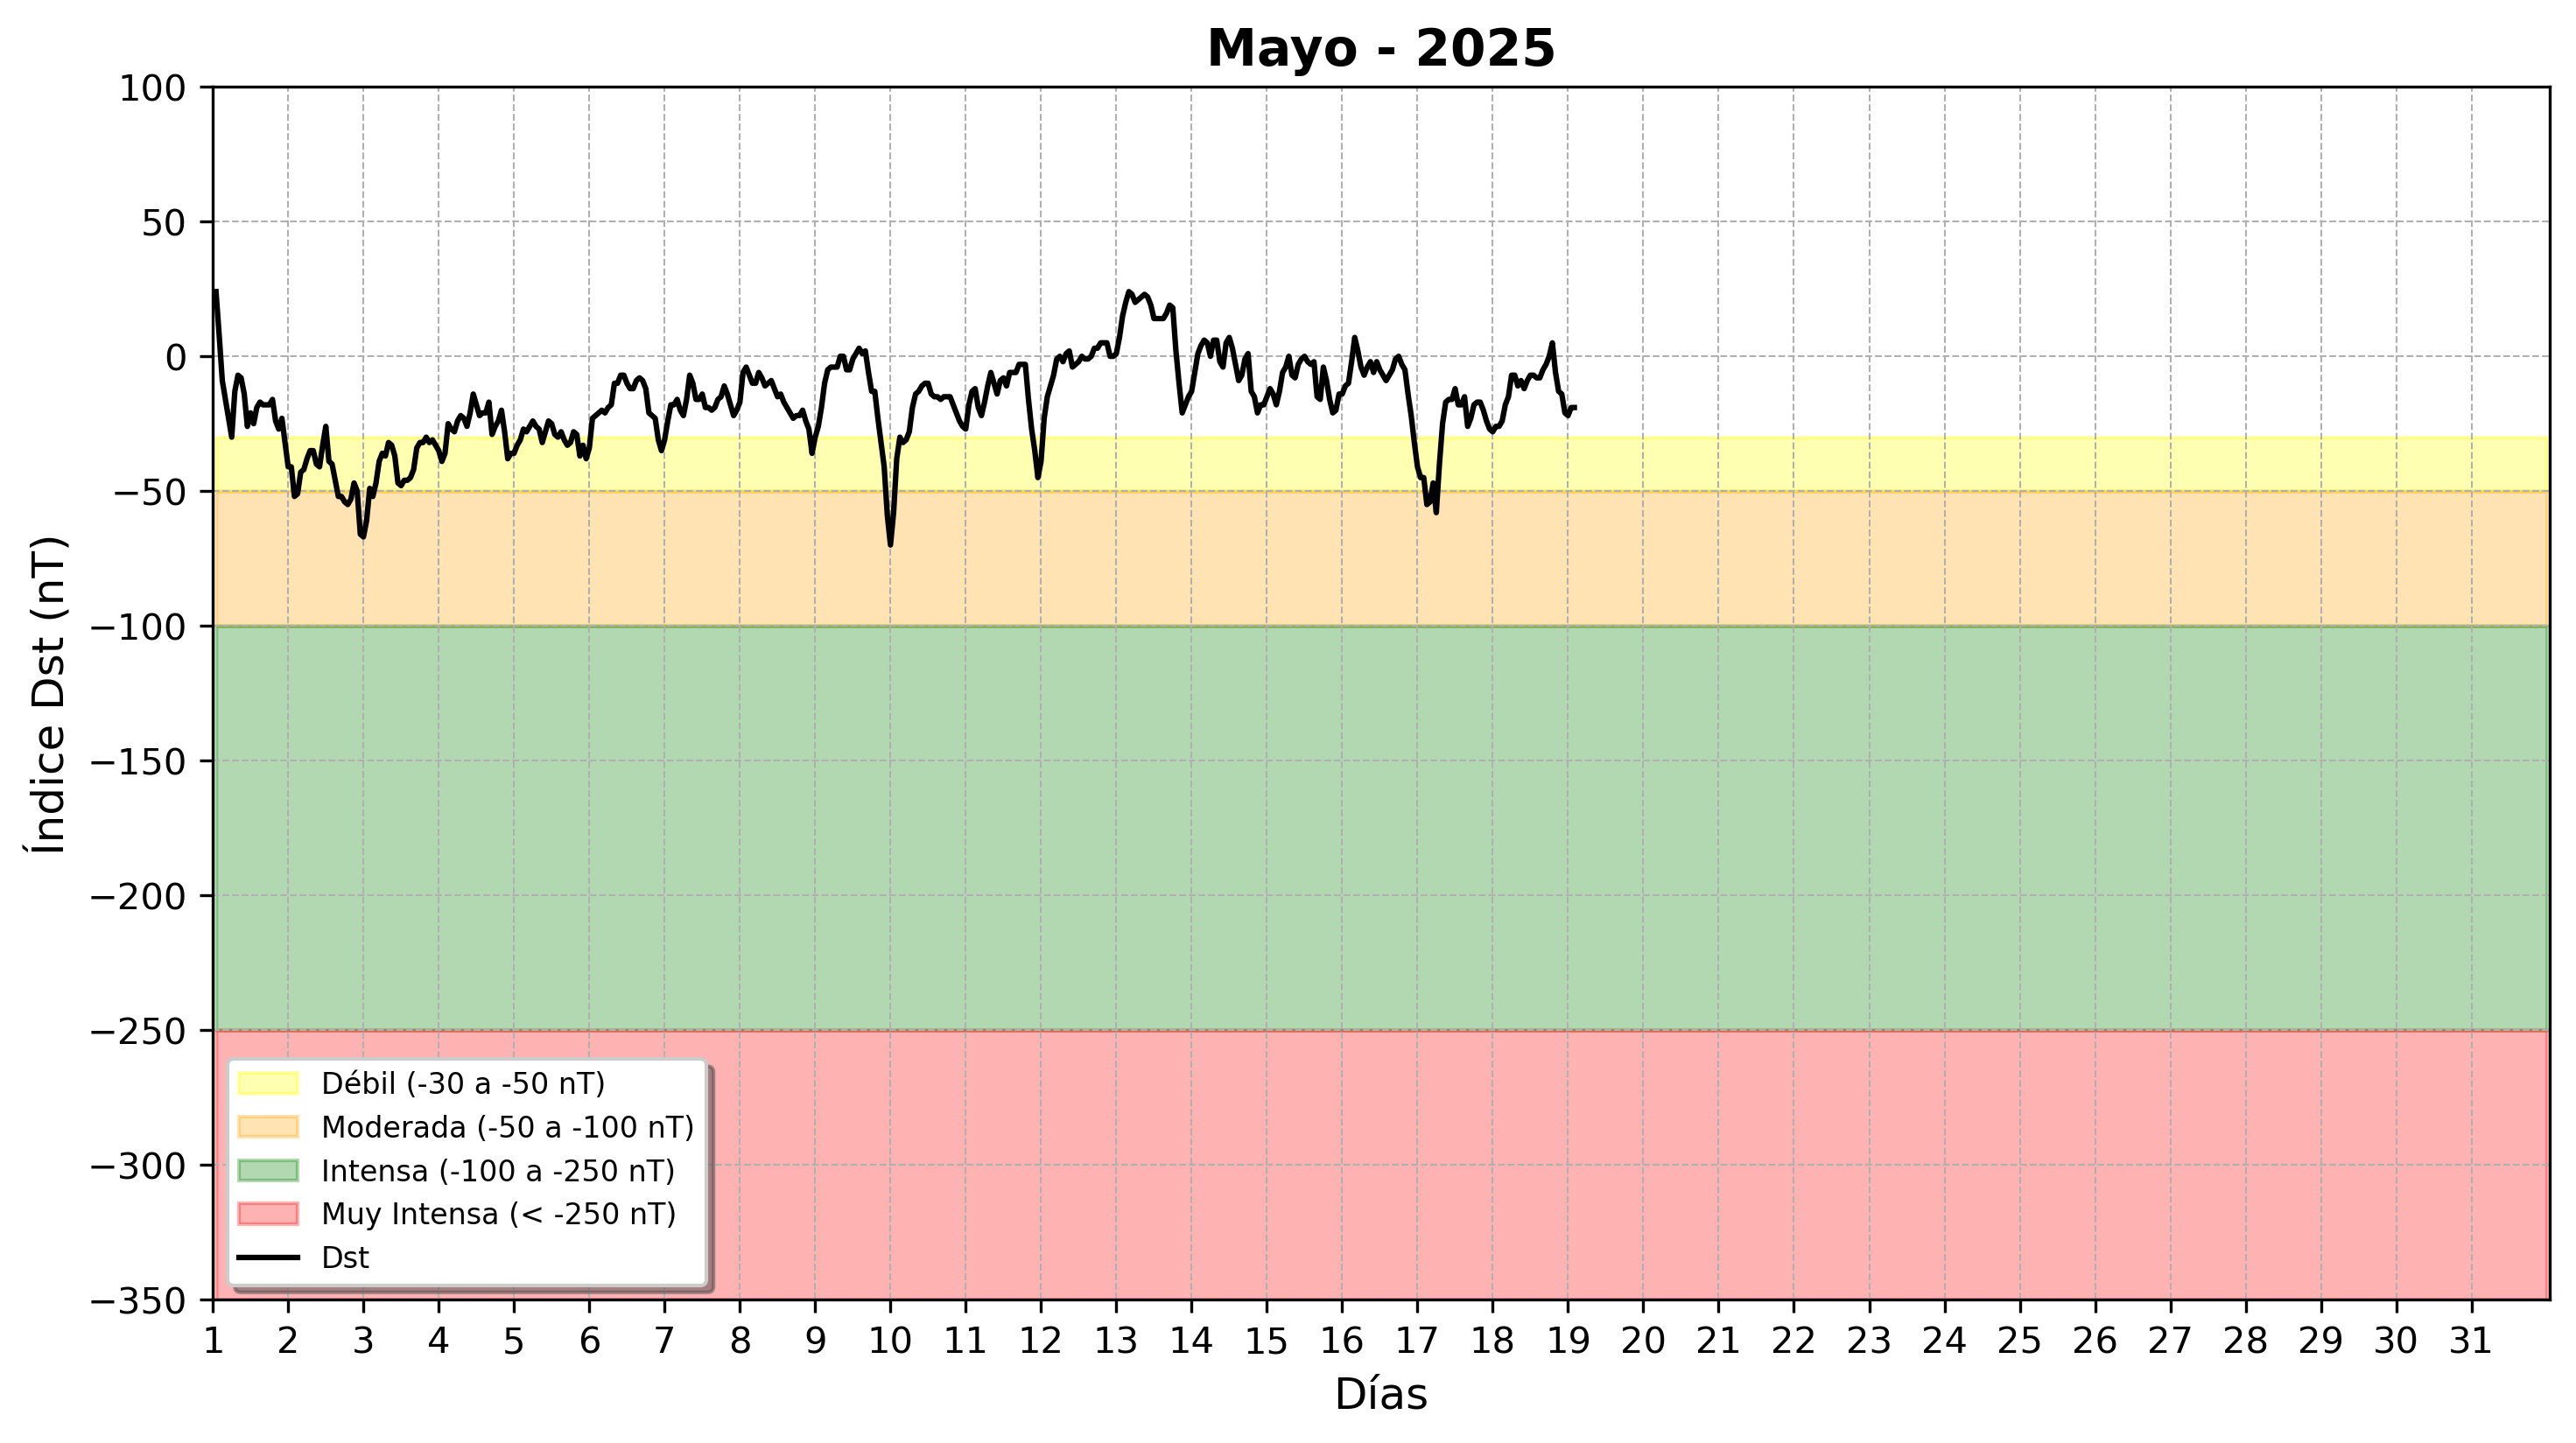 Mayo - 2025
Índice Dst (nT)
100
50
0
−50
−100
−150
−200
−250
−300
−350
Débil (-30 a -50 nT)
Moderada (-50 a -100 nT)
Intensa (-100 a -250 nT)
Muy Intensa (< -250 nT)
Dst
1 2 3 4 5 6 7 8 9 10 11 12 13 14 15 16 17 18 19 20 21 22 23 24 25 26 27 28 29 30 31
Días